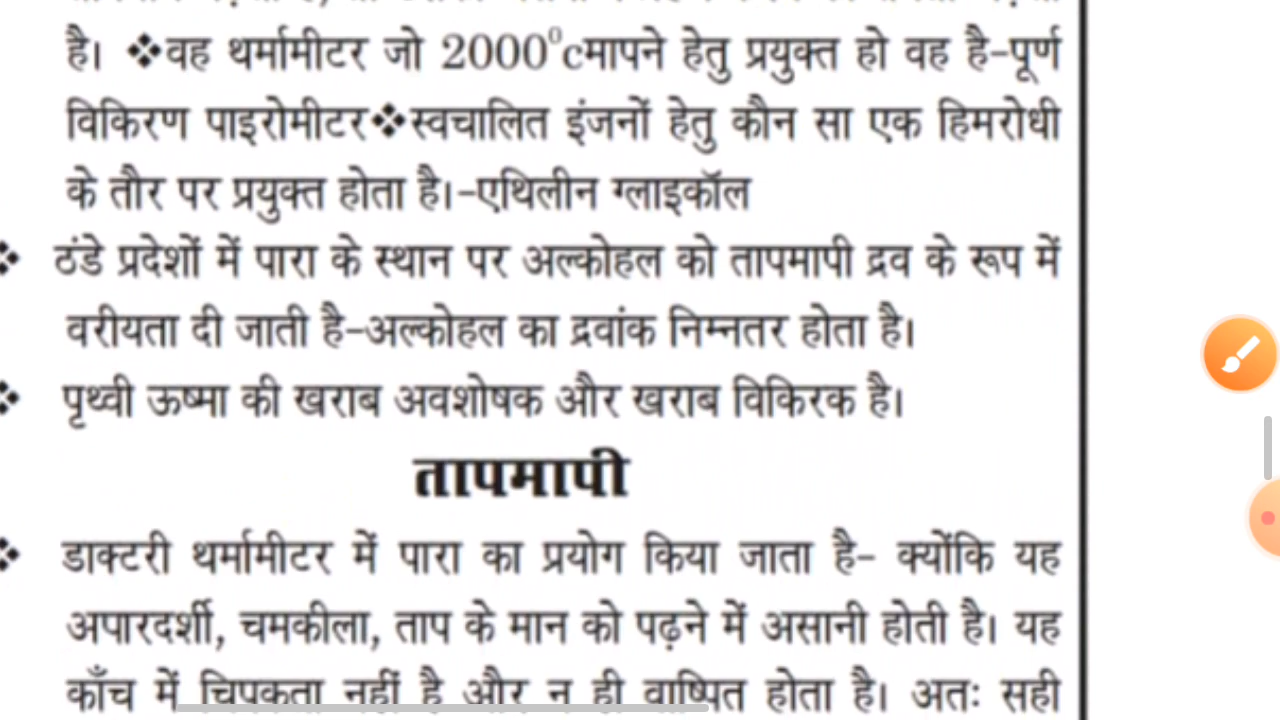 है। ❖वह थर्मामीटर जो 2000⁰cमापने हेतु प्रयुक्त हो वह है-पूर्ण
विकिरण पाइरोमीटर❖स्वचालित इंजनों हेतु कौन सा एक हिमरोधी
के तौर पर प्रयुक्त होता है।-एथिलीन ग्लाइकॉल
❖ ठंडे प्रदेशों में पारा के स्थान पर अल्कोहल को तापमापी द्रव के रूप में
वरीयता दी जाती है-अल्कोहल का द्रवांक निम्नतर होता है।
❖ पृथ्वी ऊष्मा की खराब अवशोषक और खराब विकिरक है।
तापमापी
❖ डाक्टरी थर्मामीटर में पारा का प्रयोग किया जाता है- क्योंकि यह
अपारदर्शी, चमकीला, ताप के मान को पढ़ने में असानी होती है। यह
काँच में चिपकता नहीं है और न ही वाष्पित होता है। अतः सही